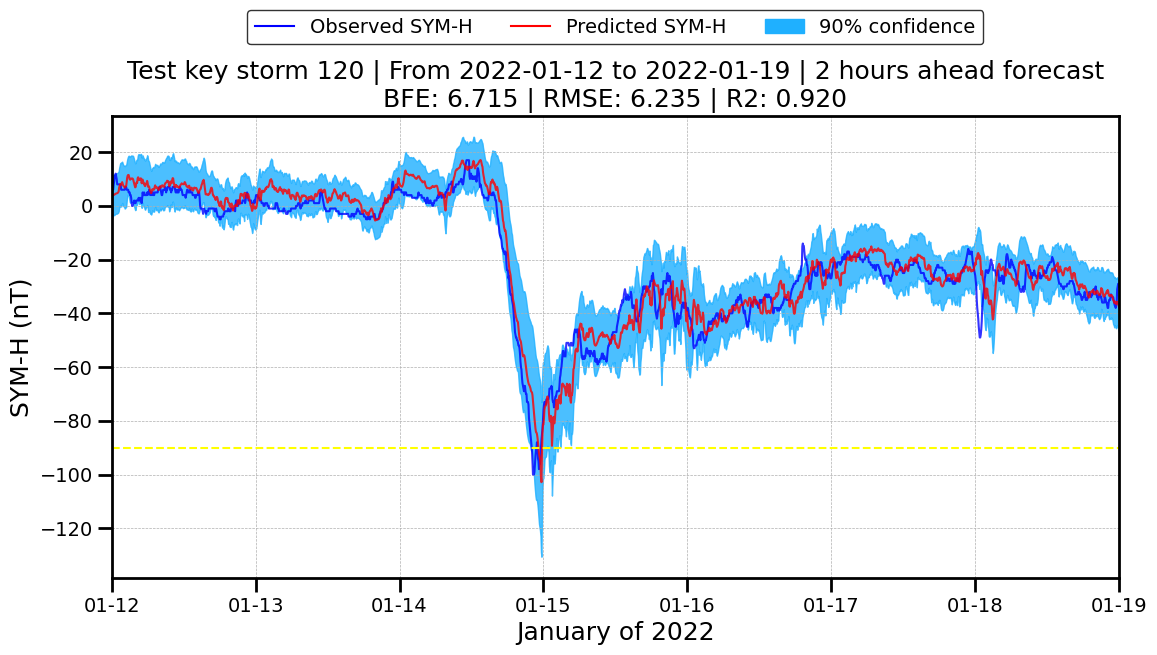 Observed SYM-H Predicted SYM-H 90% confidence
Test key storm 120 | From 2022-01-12 to 2022-01-19 | 2 hours ahead forecast
BFE: 6.715 | RMSE: 6.235 | R2: 0.920
SYM-H (nT)
20
0
−20
−40
−60
−80
−100
−120
01-12 01-13 01-14 01-15 01-16 01-17 01-18 01-19
January of 2022